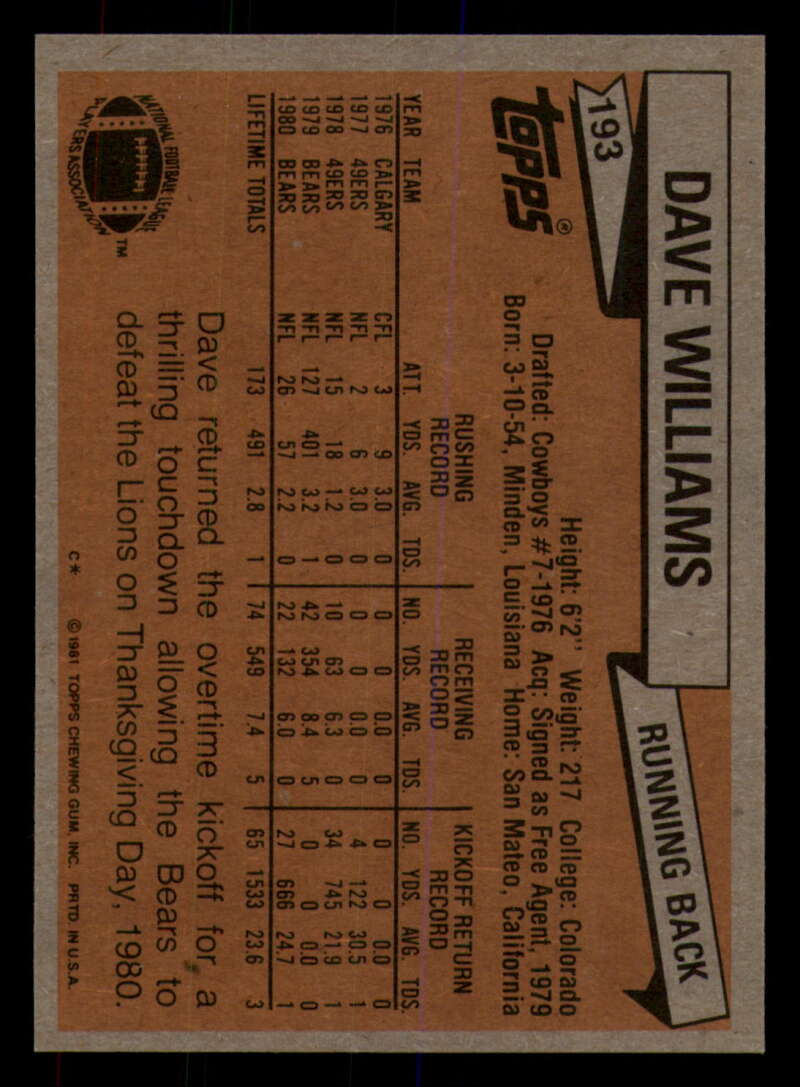 DAVE WILLIAMS
RUNNING BACK
193
topps®
Height: 6'2" Weight: 217 College: Colorado
Drafted: Cowboys #7-1976 Acq: Signed as Free Agent, 1979
Born: 3-10-54, Minden, Louisiana Home: San Mateo, California
RUSHING RECORD RECEIVING RECORD KICKOFF RETURN RECORD
YEAR TEAM ATT. YDS. AVG. TDS. NO. YDS. AVG. TDS NO. YDS. AVG. TDS.
1976 CALGARY CFL 3 9 3.0 0 0 0 0.0 0 0 0 0.0 0
1977 49ERS NFL 2 6 3.0 0 0 0 0.0 0 4 122 30.5 1
1978 49ERS NFL 15 18 1.2 0 10 63 6.3 0 34 745 21.9 1
1979 BEARS NFL 127 401 3.2 1 42 354 8.4 5 0 0 0.0 0
1980 BEARS NFL 26 57 2.2 0 22 132 6.0 0 27 666 24.7 1
LIFETIME TOTALS 173 491 2.8 1 74 549 7.4 5 65 1533 23.6 3
NATIONAL FOOTBALL LEAGUE
PLAYERS ASSOCIATION
TM
Dave returned the overtime kickoff for a
thrilling touchdown allowing the Bears to
defeat the Lions on Thanksgiving Day, 1980.
C* ©1981 TOPPS CHEWING GUM, INC. PRTD. IN U.S.A.